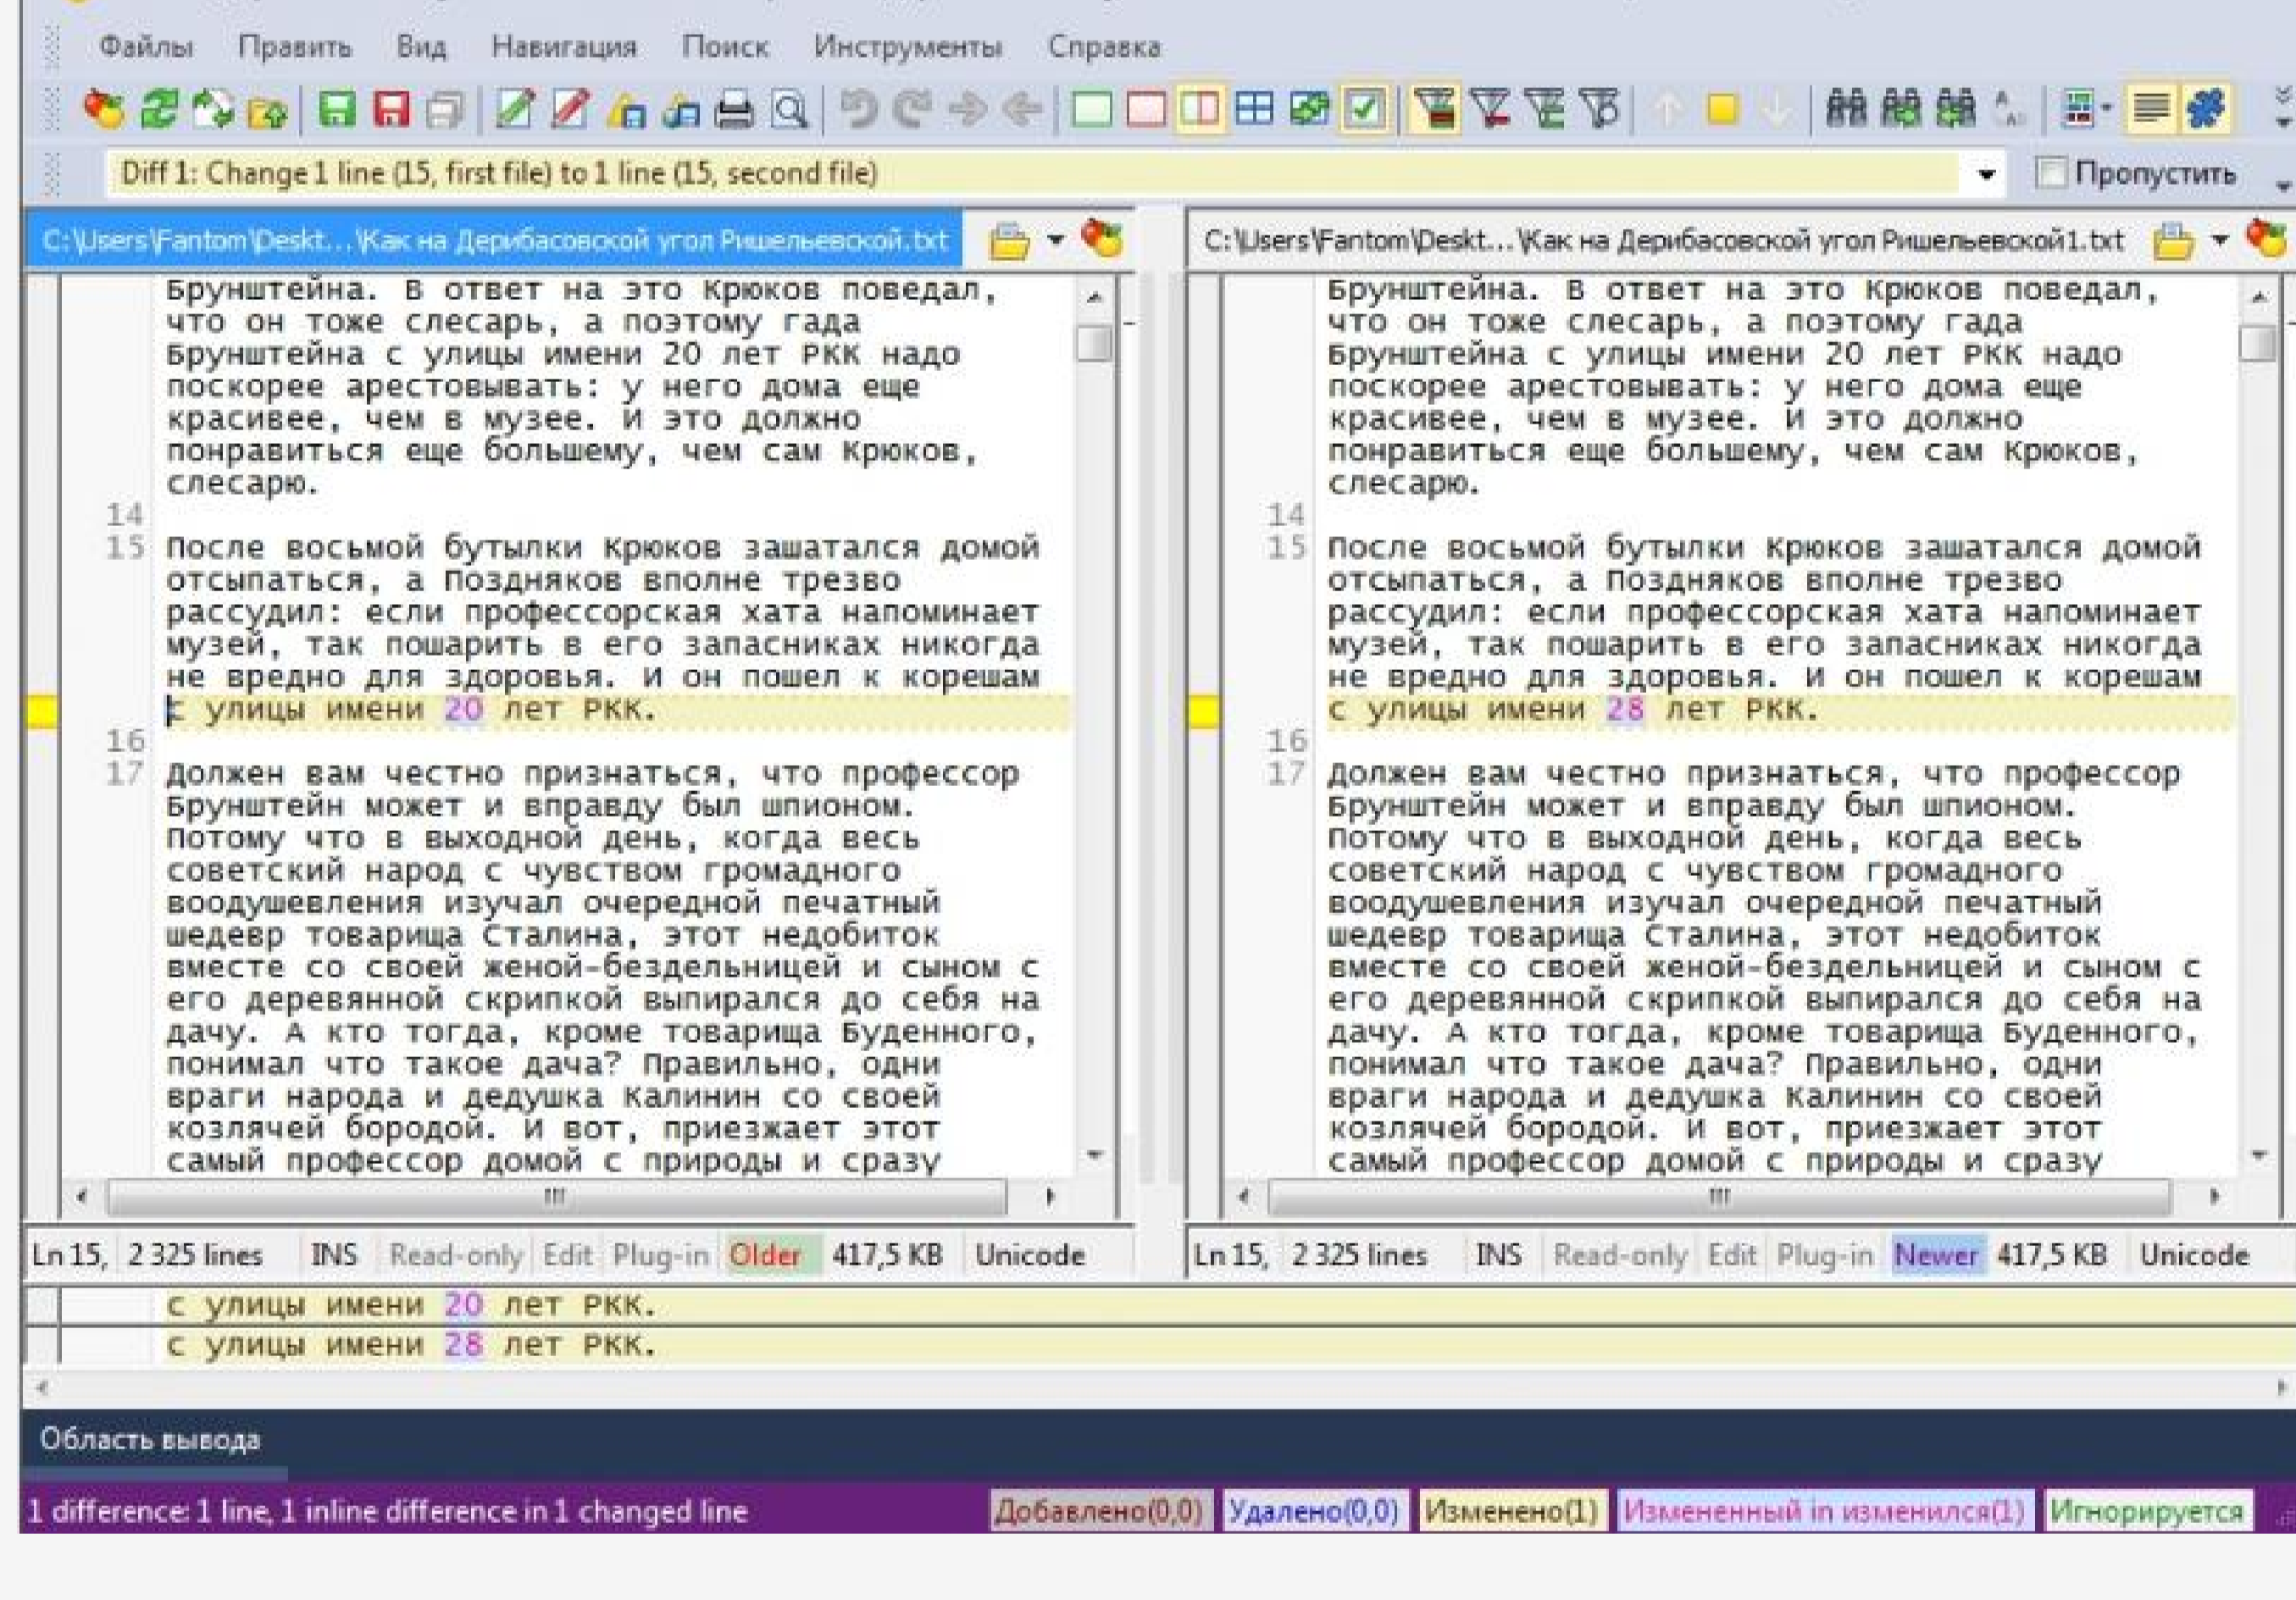 Файлы Править Вид Навигация Поиск Инструменты Справка
Diff 1: Change 1 line (15, first file) to 1 line (15, second file)
Пропустить
C:\Users\Fantom\Deskt...\Как на Дерибасовской угол Ришельевской.txt
Брунштейна. В ответ на это Крюков поведал,
что он тоже слесарь, а поэтому гада
Брунштейна с улицы имени 20 лет РКК надо
поскорее арестовывать: у него дома еще
красивее, чем в музее. И это должно
понравиться еще большему, чем сам Крюков,
слесарю.
14
15 После восьмой бутылки Крюков зашатался домой
отсыпаться, а Поздняков вполне трезво
рассудил: если профессорская хата напоминает
музей, так пошарить в его запасниках никогда
не вредно для здоровья. И он пошел к корешам
с улицы имени 20 лет РКК.
16
17 Должен вам честно признаться, что профессор
Брунштейн может и вправду был шпионом.
Потому что в выходной день, когда весь
советский народ с чувством громадного
воодушевления изучал очередной печатный
шедевр товарища Сталина, этот недобиток
вместе со своей женой-бездельницей и сыном с
его деревянной скрипкой выпирался до себя на
дачу. А кто тогда, кроме товарища Буденного,
понимал что такое дача? Правильно, одни
враги народа и дедушка Калинин со своей
козлячей бородой. И вот, приезжает этот
самый профессор домой с природы и сразу
Ln 15, 2 325 lines INS Read-only Edit Plug-in Older 417,5 KB Unicode
C:\Users\Fantom\Deskt...\Как на Дерибасовской угол Ришельевской1.txt
Брунштейна. В ответ на это Крюков поведал,
что он тоже слесарь, а поэтому гада
Брунштейна с улицы имени 20 лет РКК надо
поскорее арестовывать: у него дома еще
красивее, чем в музее. И это должно
понравиться еще большему, чем сам Крюков,
слесарю.
14
15 После восьмой бутылки Крюков зашатался домой
отсыпаться, а Поздняков вполне трезво
рассудил: если профессорская хата напоминает
музей, так пошарить в его запасниках никогда
не вредно для здоровья. И он пошел к корешам
с улицы имени 28 лет РКК.
16
17 Должен вам честно признаться, что профессор
Брунштейн может и вправду был шпионом.
Потому что в выходной день, когда весь
советский народ с чувством громадного
воодушевления изучал очередной печатный
шедевр товарища Сталина, этот недобиток
вместе со своей женой-бездельницей и сыном с
его деревянной скрипкой выпирался до себя на
дачу. А кто тогда, кроме товарища Буденного,
понимал что такое дача? Правильно, одни
враги народа и дедушка Калинин со своей
козлячей бородой. И вот, приезжает этот
самый профессор домой с природы и сразу
Ln 15, 2 325 lines INS Read-only Edit Plug-in Newer 417,5 KB Unicode
с улицы имени 20 лет РКК.
с улицы имени 28 лет РКК.
Область вывода
1 difference: 1 line, 1 inline difference in 1 changed line
Добавлено(0,0) Удалено(0,0) Изменено(1) Измененный in изменился(1) Игнорируется